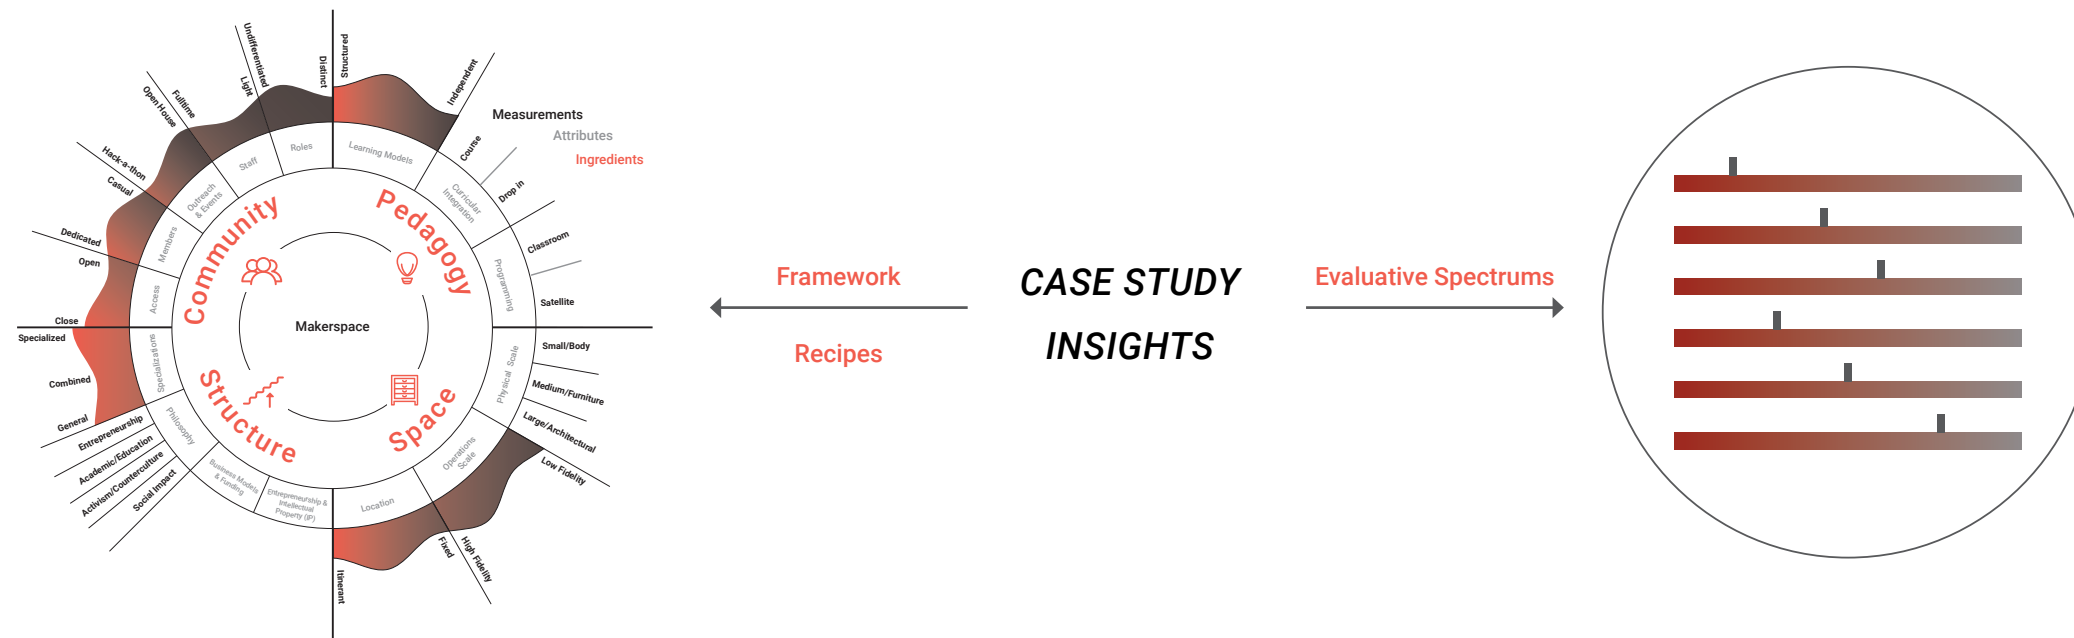 Undifferentiated
Light
Distinct
Structured
Independent
Fulltime
Open House
Hack-a-thon
Casual
Dedicated
Open
Close
Specialized
Combined
General
Entrepreneurship
Academic/Education
Activism/Counterculture
Social Impact
Measurements
Attributes
Ingredients
Course
Drop in
Classroom
Satellite
Small/Body
Medium/Furniture
Large/Architectural
Low Fidelity
High Fidelity
Fixed
Itinerant
Roles
Staff
Outreach
& Events
Members
Access
Specialization
Philosophy
Business Models
& Funding
Entrepreneurship &
Intellectual
Property (IP)
Location
Operations
Scale
Physical Scale
Programming
Curricular
Integration
Learning Models
Community
Pedagogy
Structure
Space
Makerspace
Framework
Recipes
CASE STUDY
INSIGHTS
Evaluative Spectrums